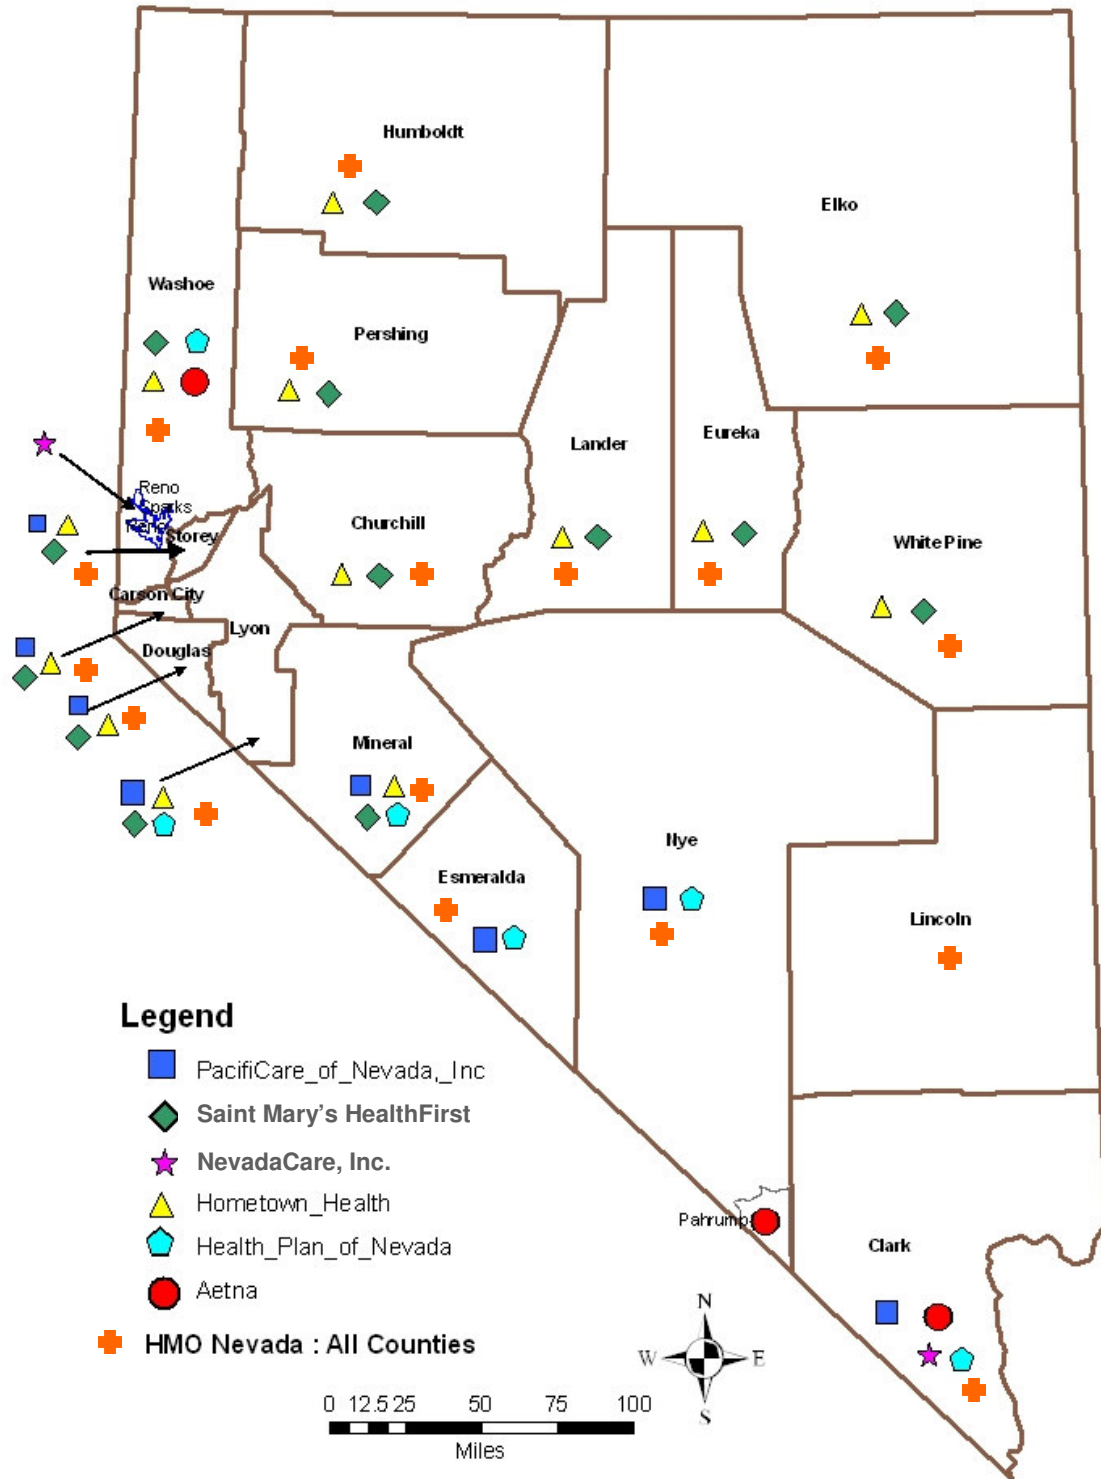 Humboldt
Elko
Washoe
Pershing
Lander
Eureka
Reno
Sparks
Reno
Storey
Churchill
White Pine
Carson City
Lyon
Douglas
Mineral
Nye
Esmeralda
Lincoln
Legend
PacifiCare_of_Nevada,_Inc
Saint Mary’s HealthFirst
NevadaCare, Inc.
Hometown_Health
Health_Plan_of_Nevada
Aetna
HMO Nevada : All Counties
Pahrump
Clark
N
W E
S
0 12.5 25 50 75 100
Miles